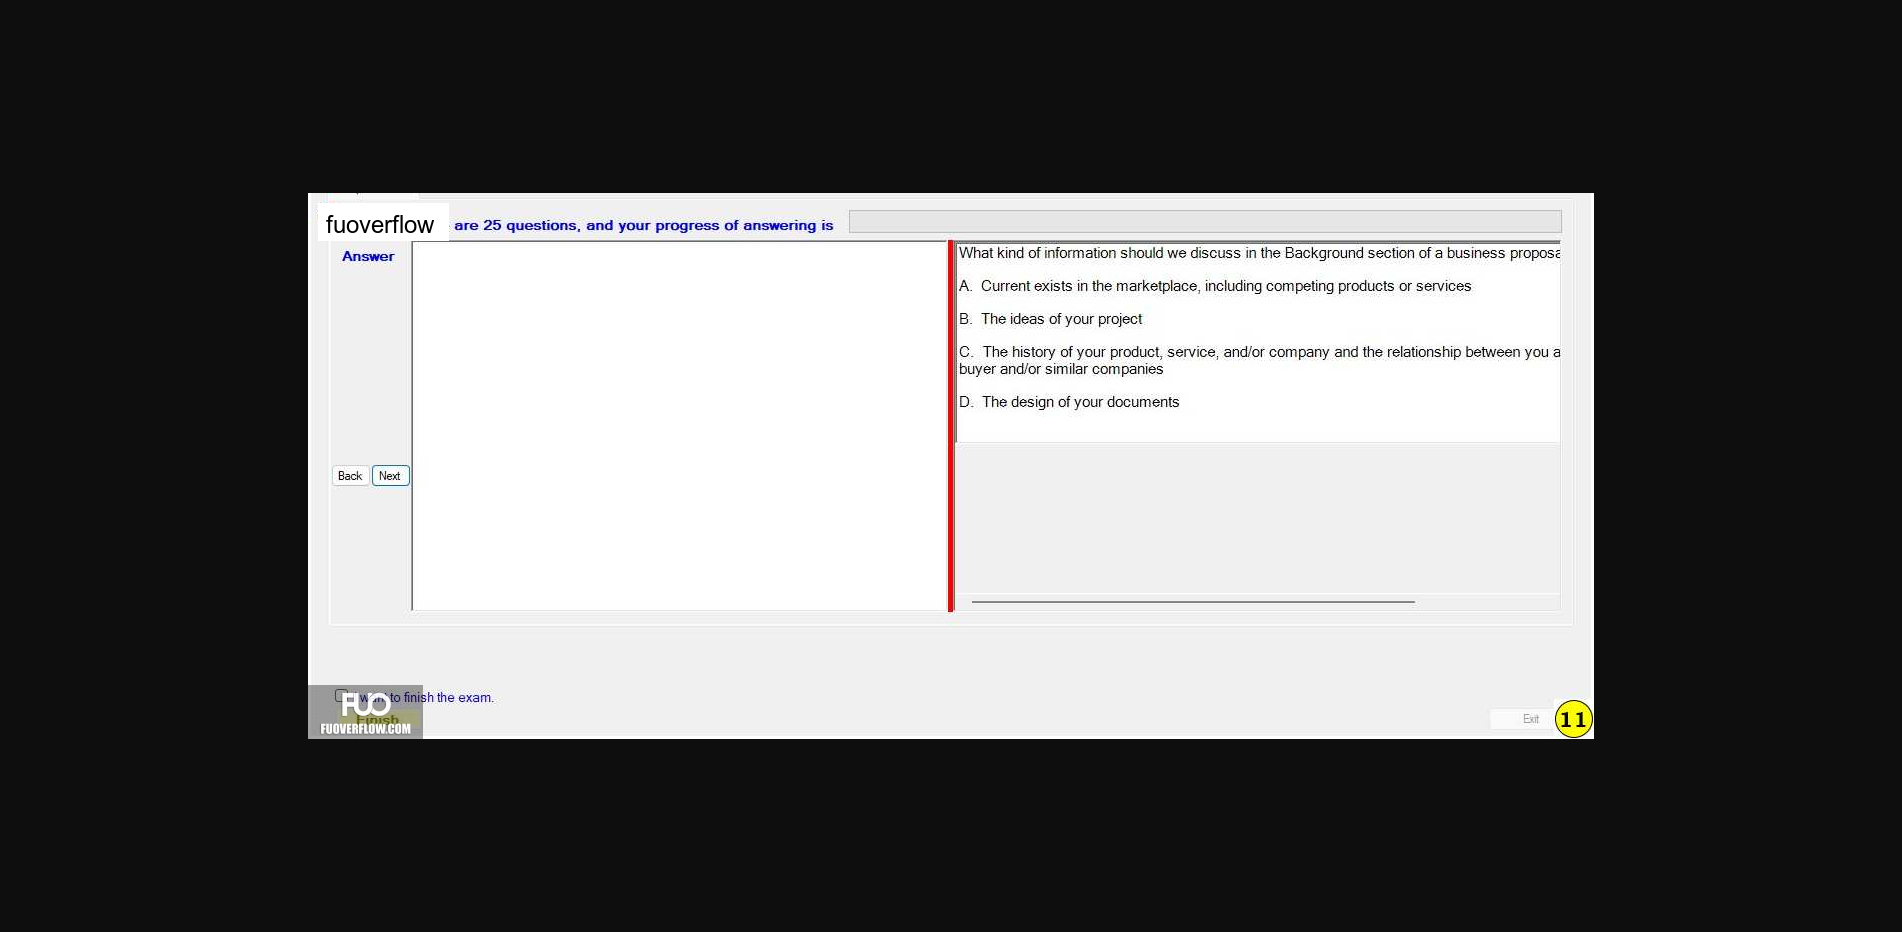 fuoverflow are 25 questions, and your progress of answering is
Answer
What kind of information should we discuss in the Background section of a business proposa
A. Current exists in the marketplace, including competing products or services
B. The ideas of your project
C. The history of your product, service, and/or company and the relationship between you a
buyer and/or similar companies
D. The design of your documents
Back Next
I want to finish the exam.
Finish
FUO
FUOVERFLOW.COM
Exit
11